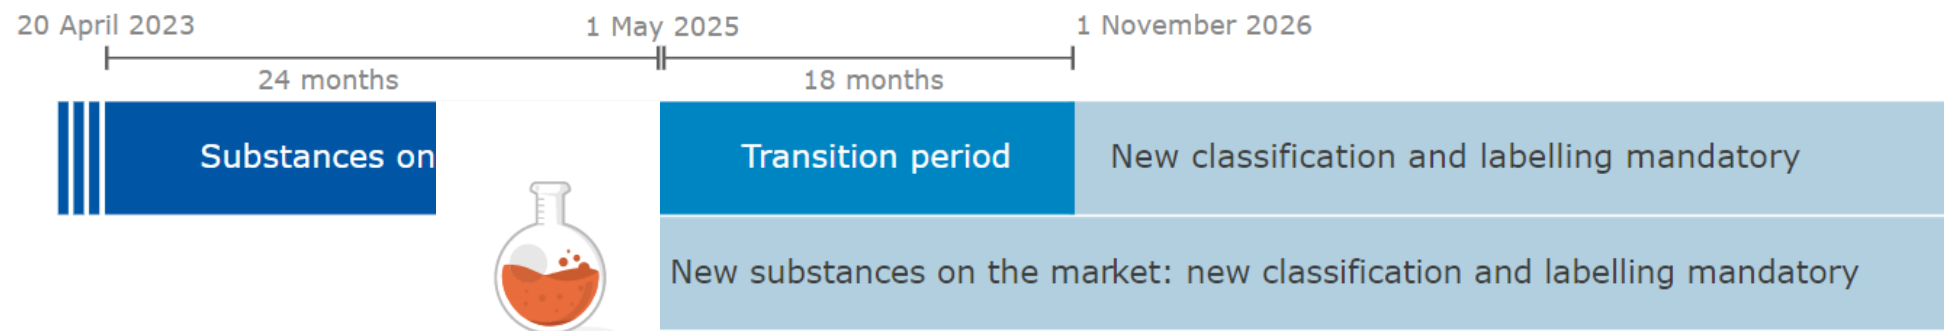 20 April 2023
1 May 2025
1 November 2026
24 months
18 months
Substances on
Transition period
New classification and labelling mandatory
New substances on the market: new classification and labelling mandatory